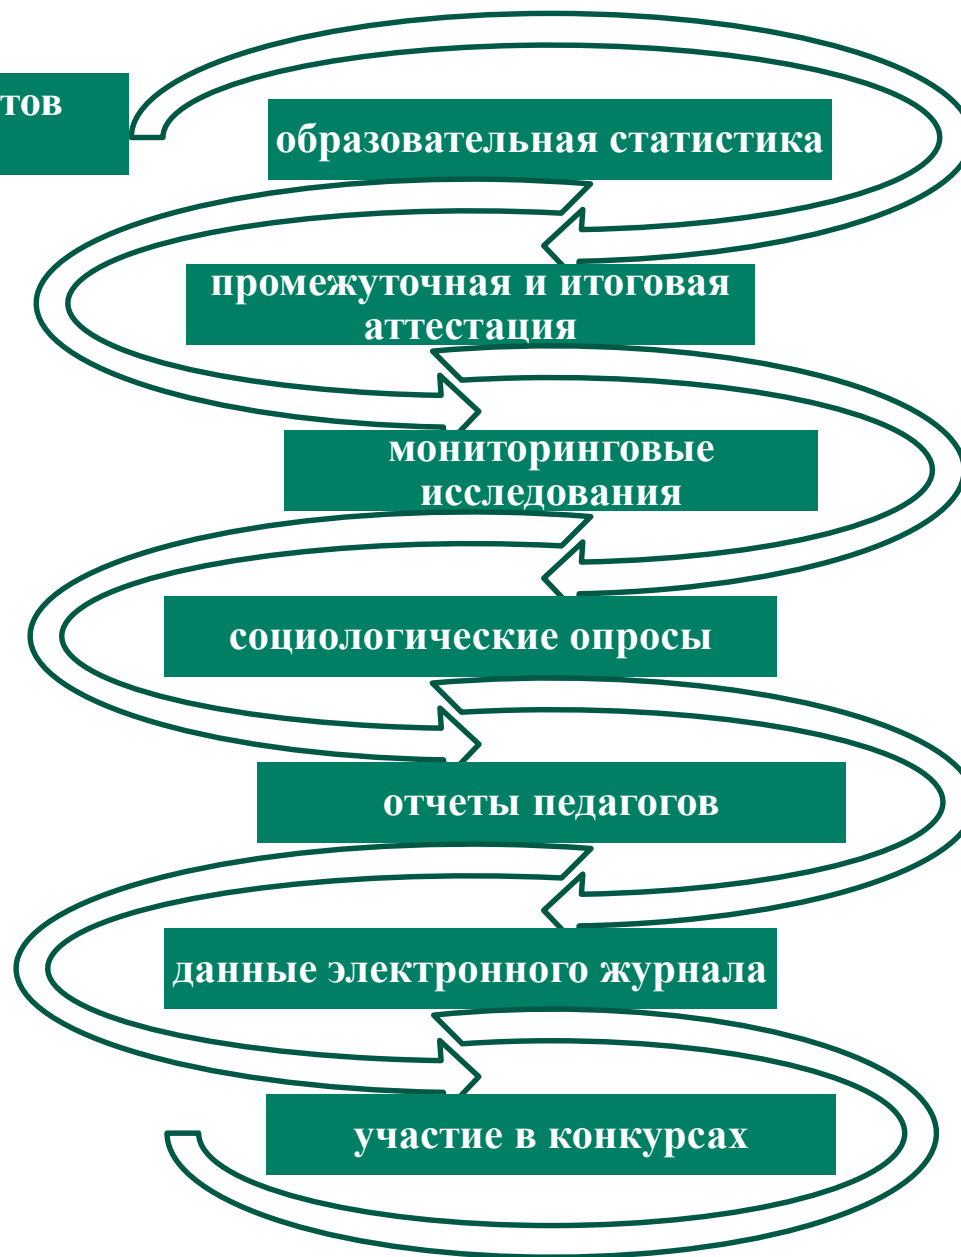 тов
образовательная статистика
промежуточная и итоговая
аттестация
мониторинговые
исследования
социологические опросы
отчеты педагогов
данные электронного журнала
участие в конкурсах